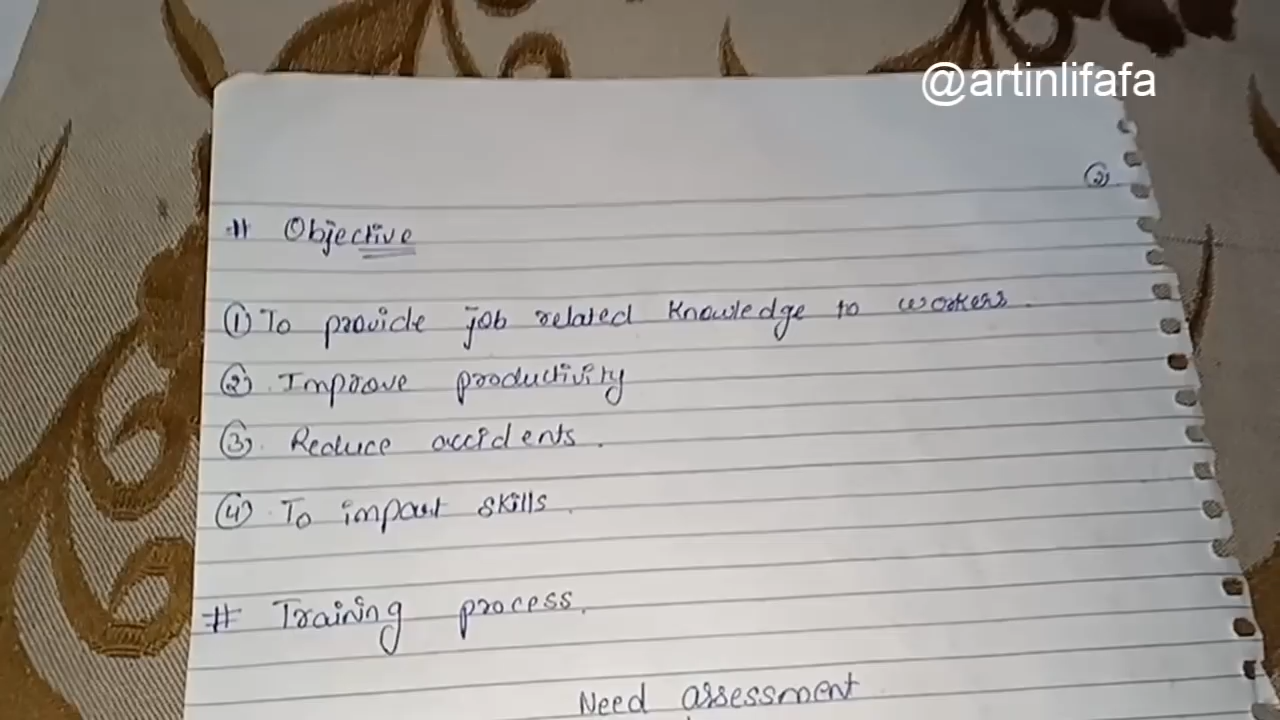 @artinlifafa
②
# Objective
① To provide job related knowledge to workers.
② Improve productivity
③. Reduce accidents.
④. To impart skills.
# Training process.
Need assessment